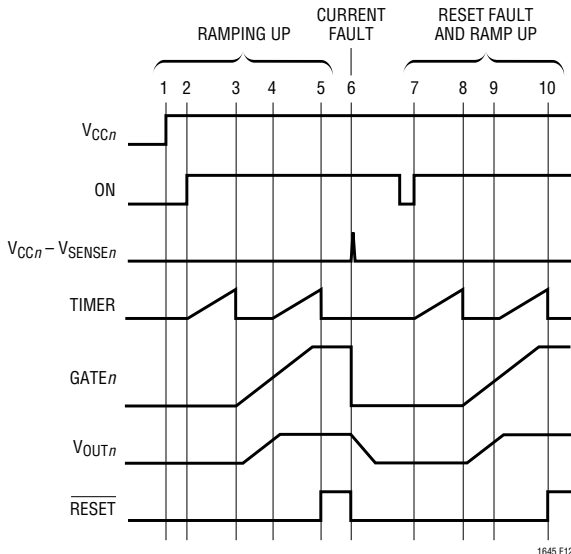 RAMPING UP
CURRENT
FAULT
RESET FAULT
AND RAMP UP
1 2 3 4 5 6 7 8 9 10
VCCn
ON
VCCn – VSENSEn
TIMER
GATEn
VOUTn
RESET
1645 F12